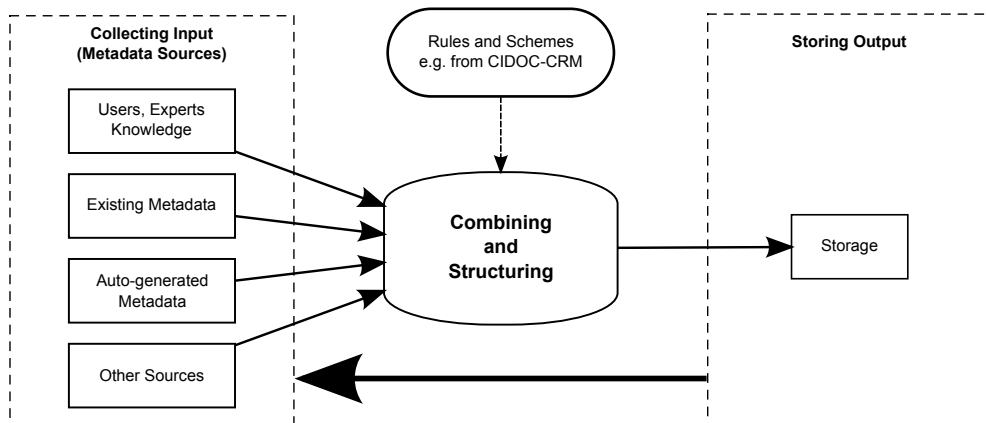 Collecting Input
(Metadata Sources)
Users, Experts
Knowledge
Existing Metadata
Auto-generated
Metadata
Other Sources
Rules and Schemes
e.g. from CIDOC-CRM
Combining
and
Structuring
Storing Output
Storage